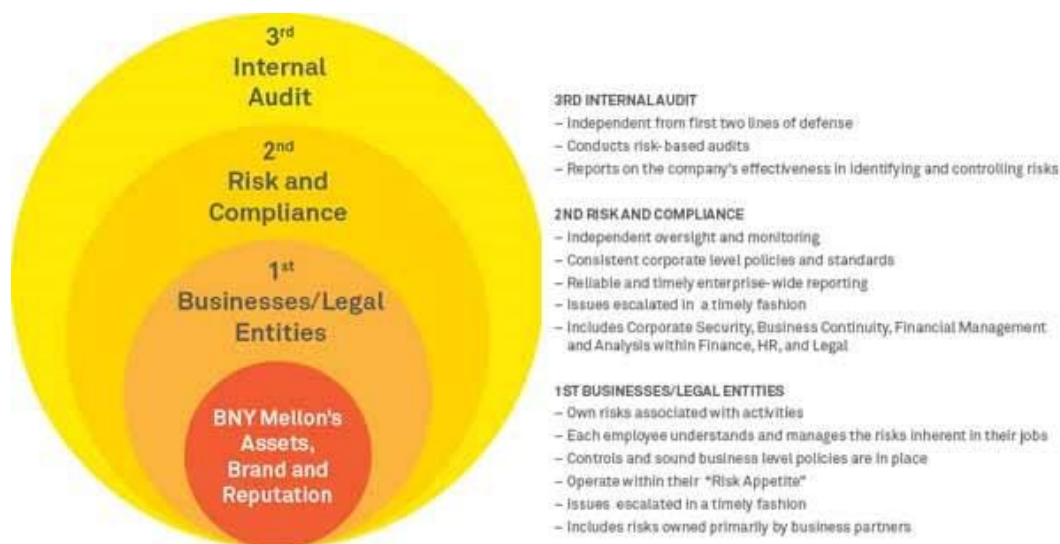 3rd
Internal
Audit
2nd
Risk and
Compliance
1st
Businesses/Legal
Entities
BNY Mellon's
Assets,
Brand and
Reputation
3RD INTERNAL AUDIT
– Independent from first two lines of defense
– Conducts risk-based audits
– Reports on the company's effectiveness in identifying and controlling risks
2ND RISK AND COMPLIANCE
– Independent oversight and monitoring
– Consistent corporate level policies and standards
– Reliable and timely enterprise-wide reporting
– Issues escalated in a timely fashion
– Includes Corporate Security, Business Continuity, Financial Management
and Analysis within Finance, HR, and Legal
1ST BUSINESSES/LEGAL ENTITIES
– Own risks associated with activities
– Each employee understands and manages the risks inherent in their jobs
– Controls and sound business level policies are in place
– Operate within their "Risk Appetite"
– Issues escalated in a timely fashion
– Includes risks owned primarily by business partners